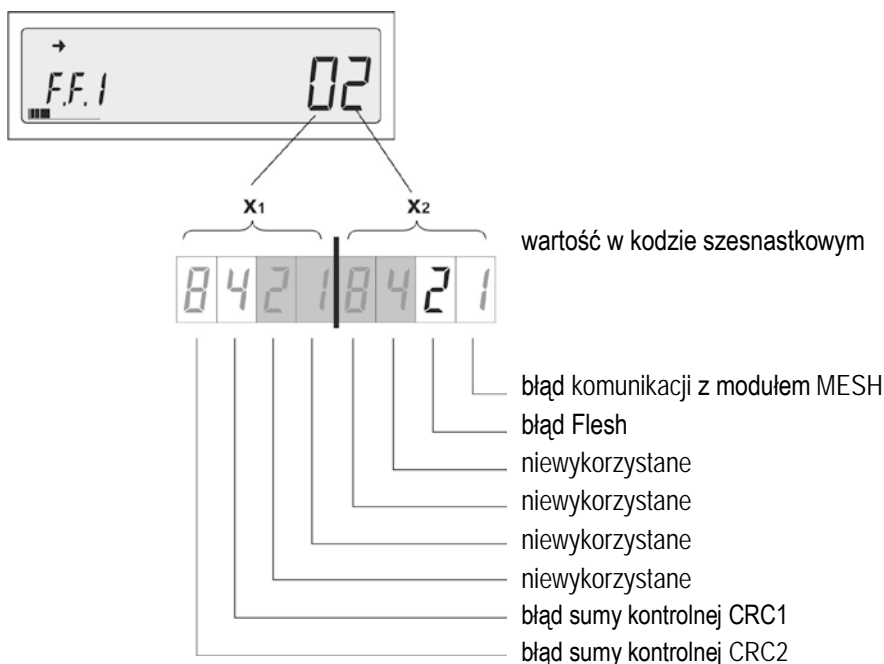 →
F.F.1 02
X1 X2
wartość w kodzie szesnastkowym
8 4 2 1 8 4 2 1
błąd komunikacji z modułem MESH
błąd Flesh
niewykorzystane
niewykorzystane
niewykorzystane
niewykorzystane
błąd sumy kontrolnej CRC1
błąd sumy kontrolnej CRC2